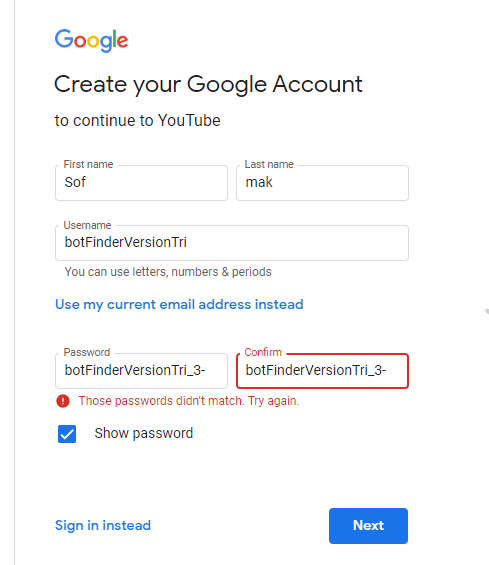 Google
Create your Google Account
to continue to YouTube
First name Last name
Sof mak
Username
botFinderVersionTri
You can use letters, numbers & periods
Use my current email address instead
Password Confirm
botFinderVersionTri_3- botFinderVersionTri_3-
Those passwords didn't match. Try again.
Show password
Sign in instead Next